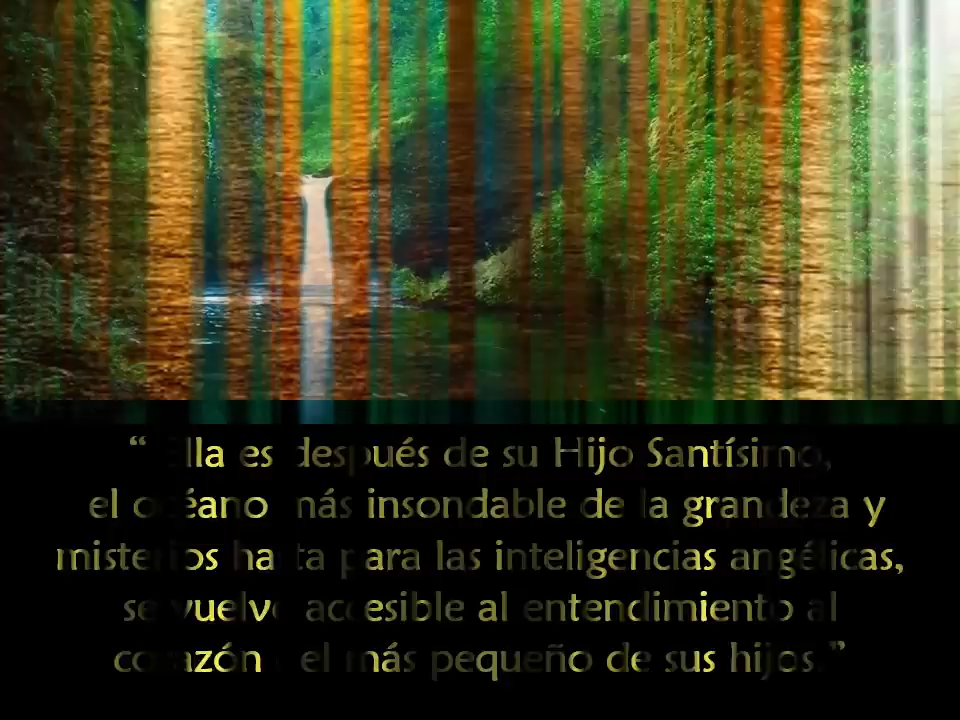 “ Ella es después de su Hijo Santísimo,
el océano más insondable de la grandeza y
misterios hasta para las inteligencias angélicas,
se vuelve accesible al entendimiento al
corazón del más pequeño de sus hijos.”